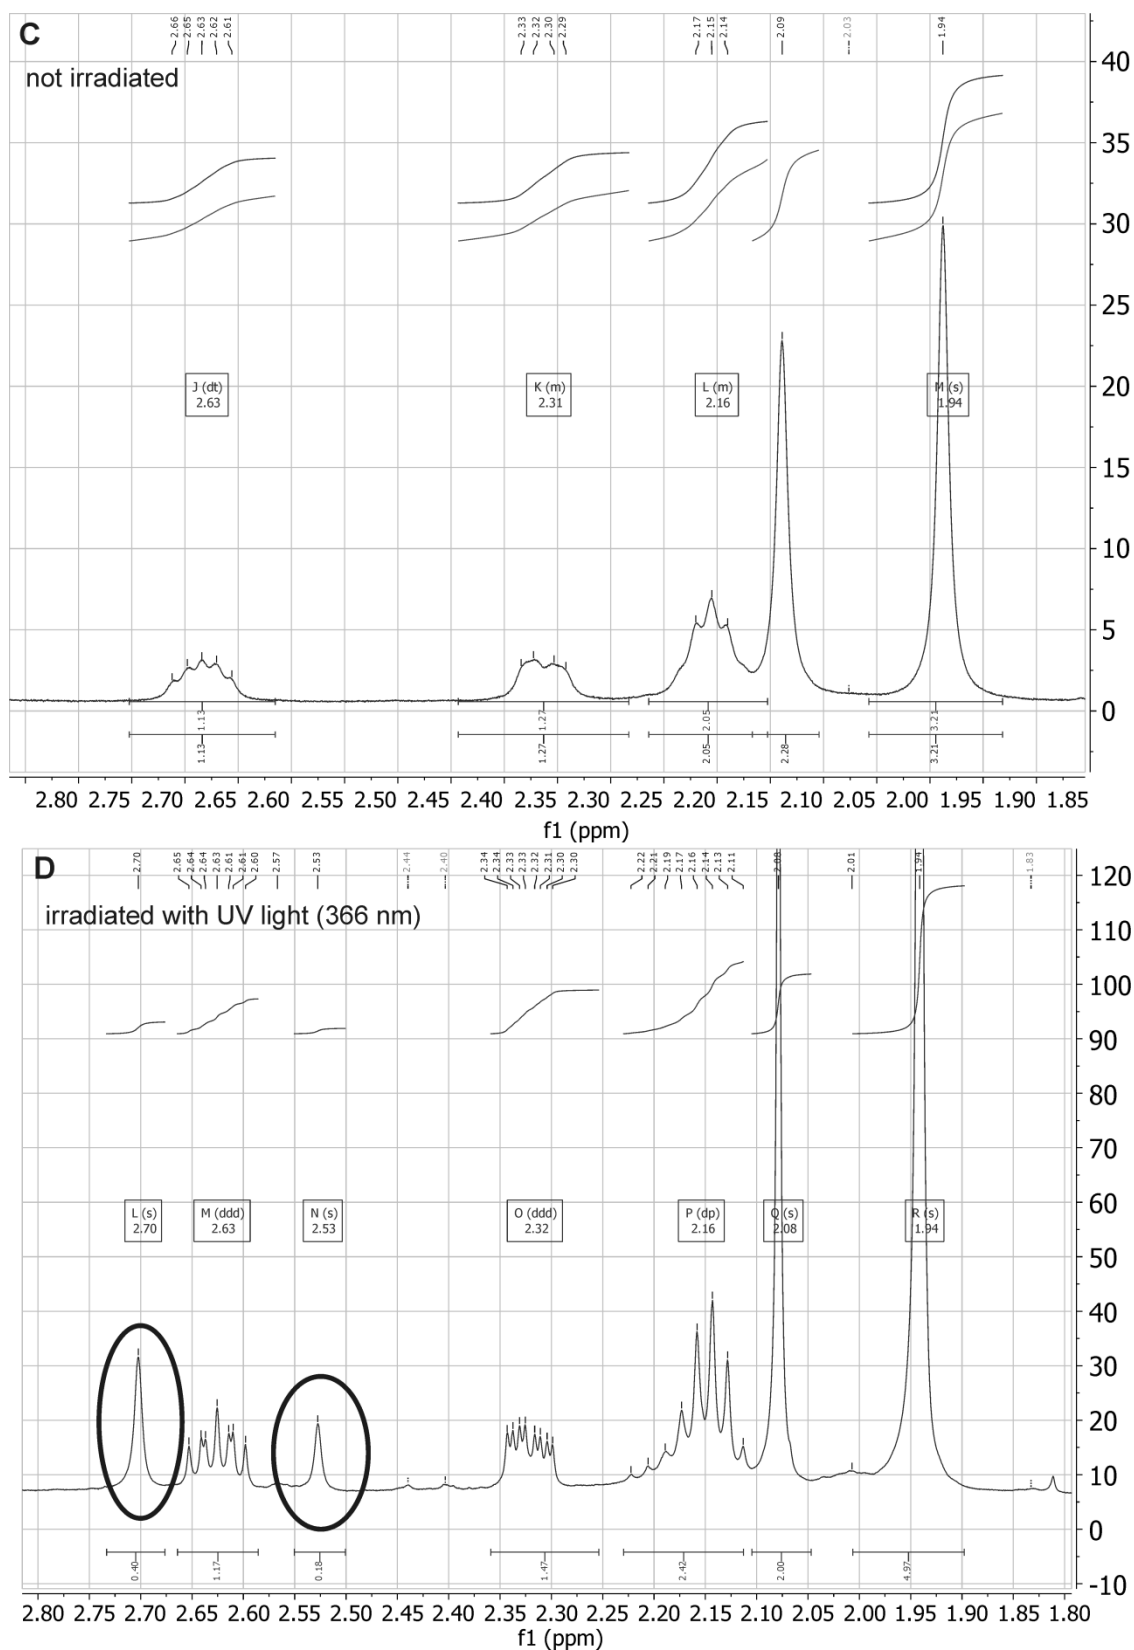 C
not irradiated
2.66 2.65 2.63 2.62 2.61 2.33 2.32 2.30 2.29 2.17 2.15 2.14 2.09 2.03 1.94
40
35
30
25
20
15
10
5
0
J (dt)
2.63
K (m)
2.31
L (m)
2.16
M (s)
1.94
1.13 1.27 2.05 3.21
1.13 1.27 2.05 2.28 3.21
2.80 2.75 2.70 2.65 2.60 2.55 2.50 2.45 2.40 2.35 2.30 2.25 2.20 2.15 2.10 2.05 2.00 1.95 1.90 1.85
f1 (ppm)
D
irradiated with UV light (366 nm)
2.70 2.65 2.64 2.64 2.63 2.61 2.61 2.60 2.57 2.53 2.44 2.40 2.34 2.34 2.33 2.33 2.32 2.31 2.30 2.30 2.22 2.21 2.19 2.17 2.16 2.14 2.13 2.11 2.08 2.01 1.94 1.83
120
110
100
90
80
70
60
50
40
30
20
10
0
-10
L (s)
2.70
M (ddd)
2.63
N (s)
2.53
O (ddd)
2.32
P (dp)
2.16
Q (s)
2.08
R (s)
1.94
0.40 1.17 0.18 1.47 2.42 2.00 4.97
2.80 2.75 2.70 2.65 2.60 2.55 2.50 2.45 2.40 2.35 2.30 2.25 2.20 2.15 2.10 2.05 2.00 1.95 1.90 1.85 1.80
f1 (ppm)